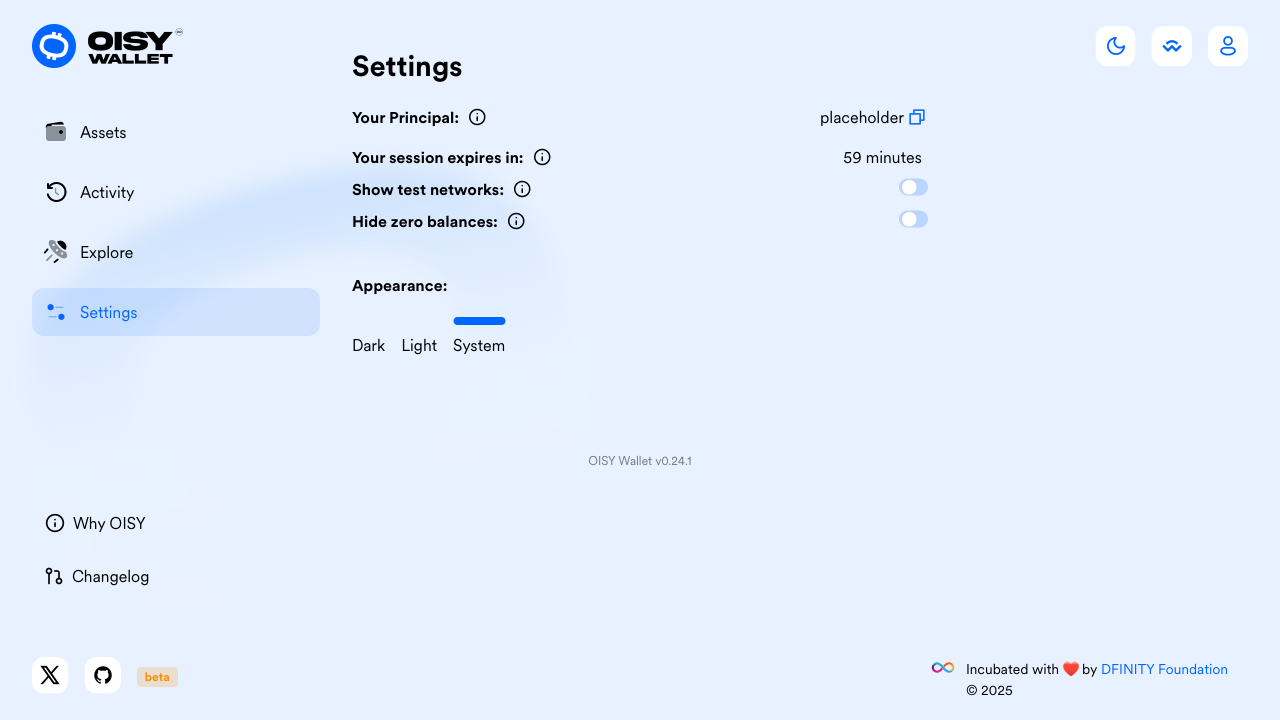 OISY
WALLET
Settings
Assets
Activity
Explore
Settings
Your Principal:
placeholder
Your session expires in:
59 minutes
Show test networks:
Hide zero balances:
Appearance:
Dark Light System
OISY Wallet v0.24.1
Why OISY
Changelog
beta
Incubated with ❤️ by DFINITY Foundation
© 2025